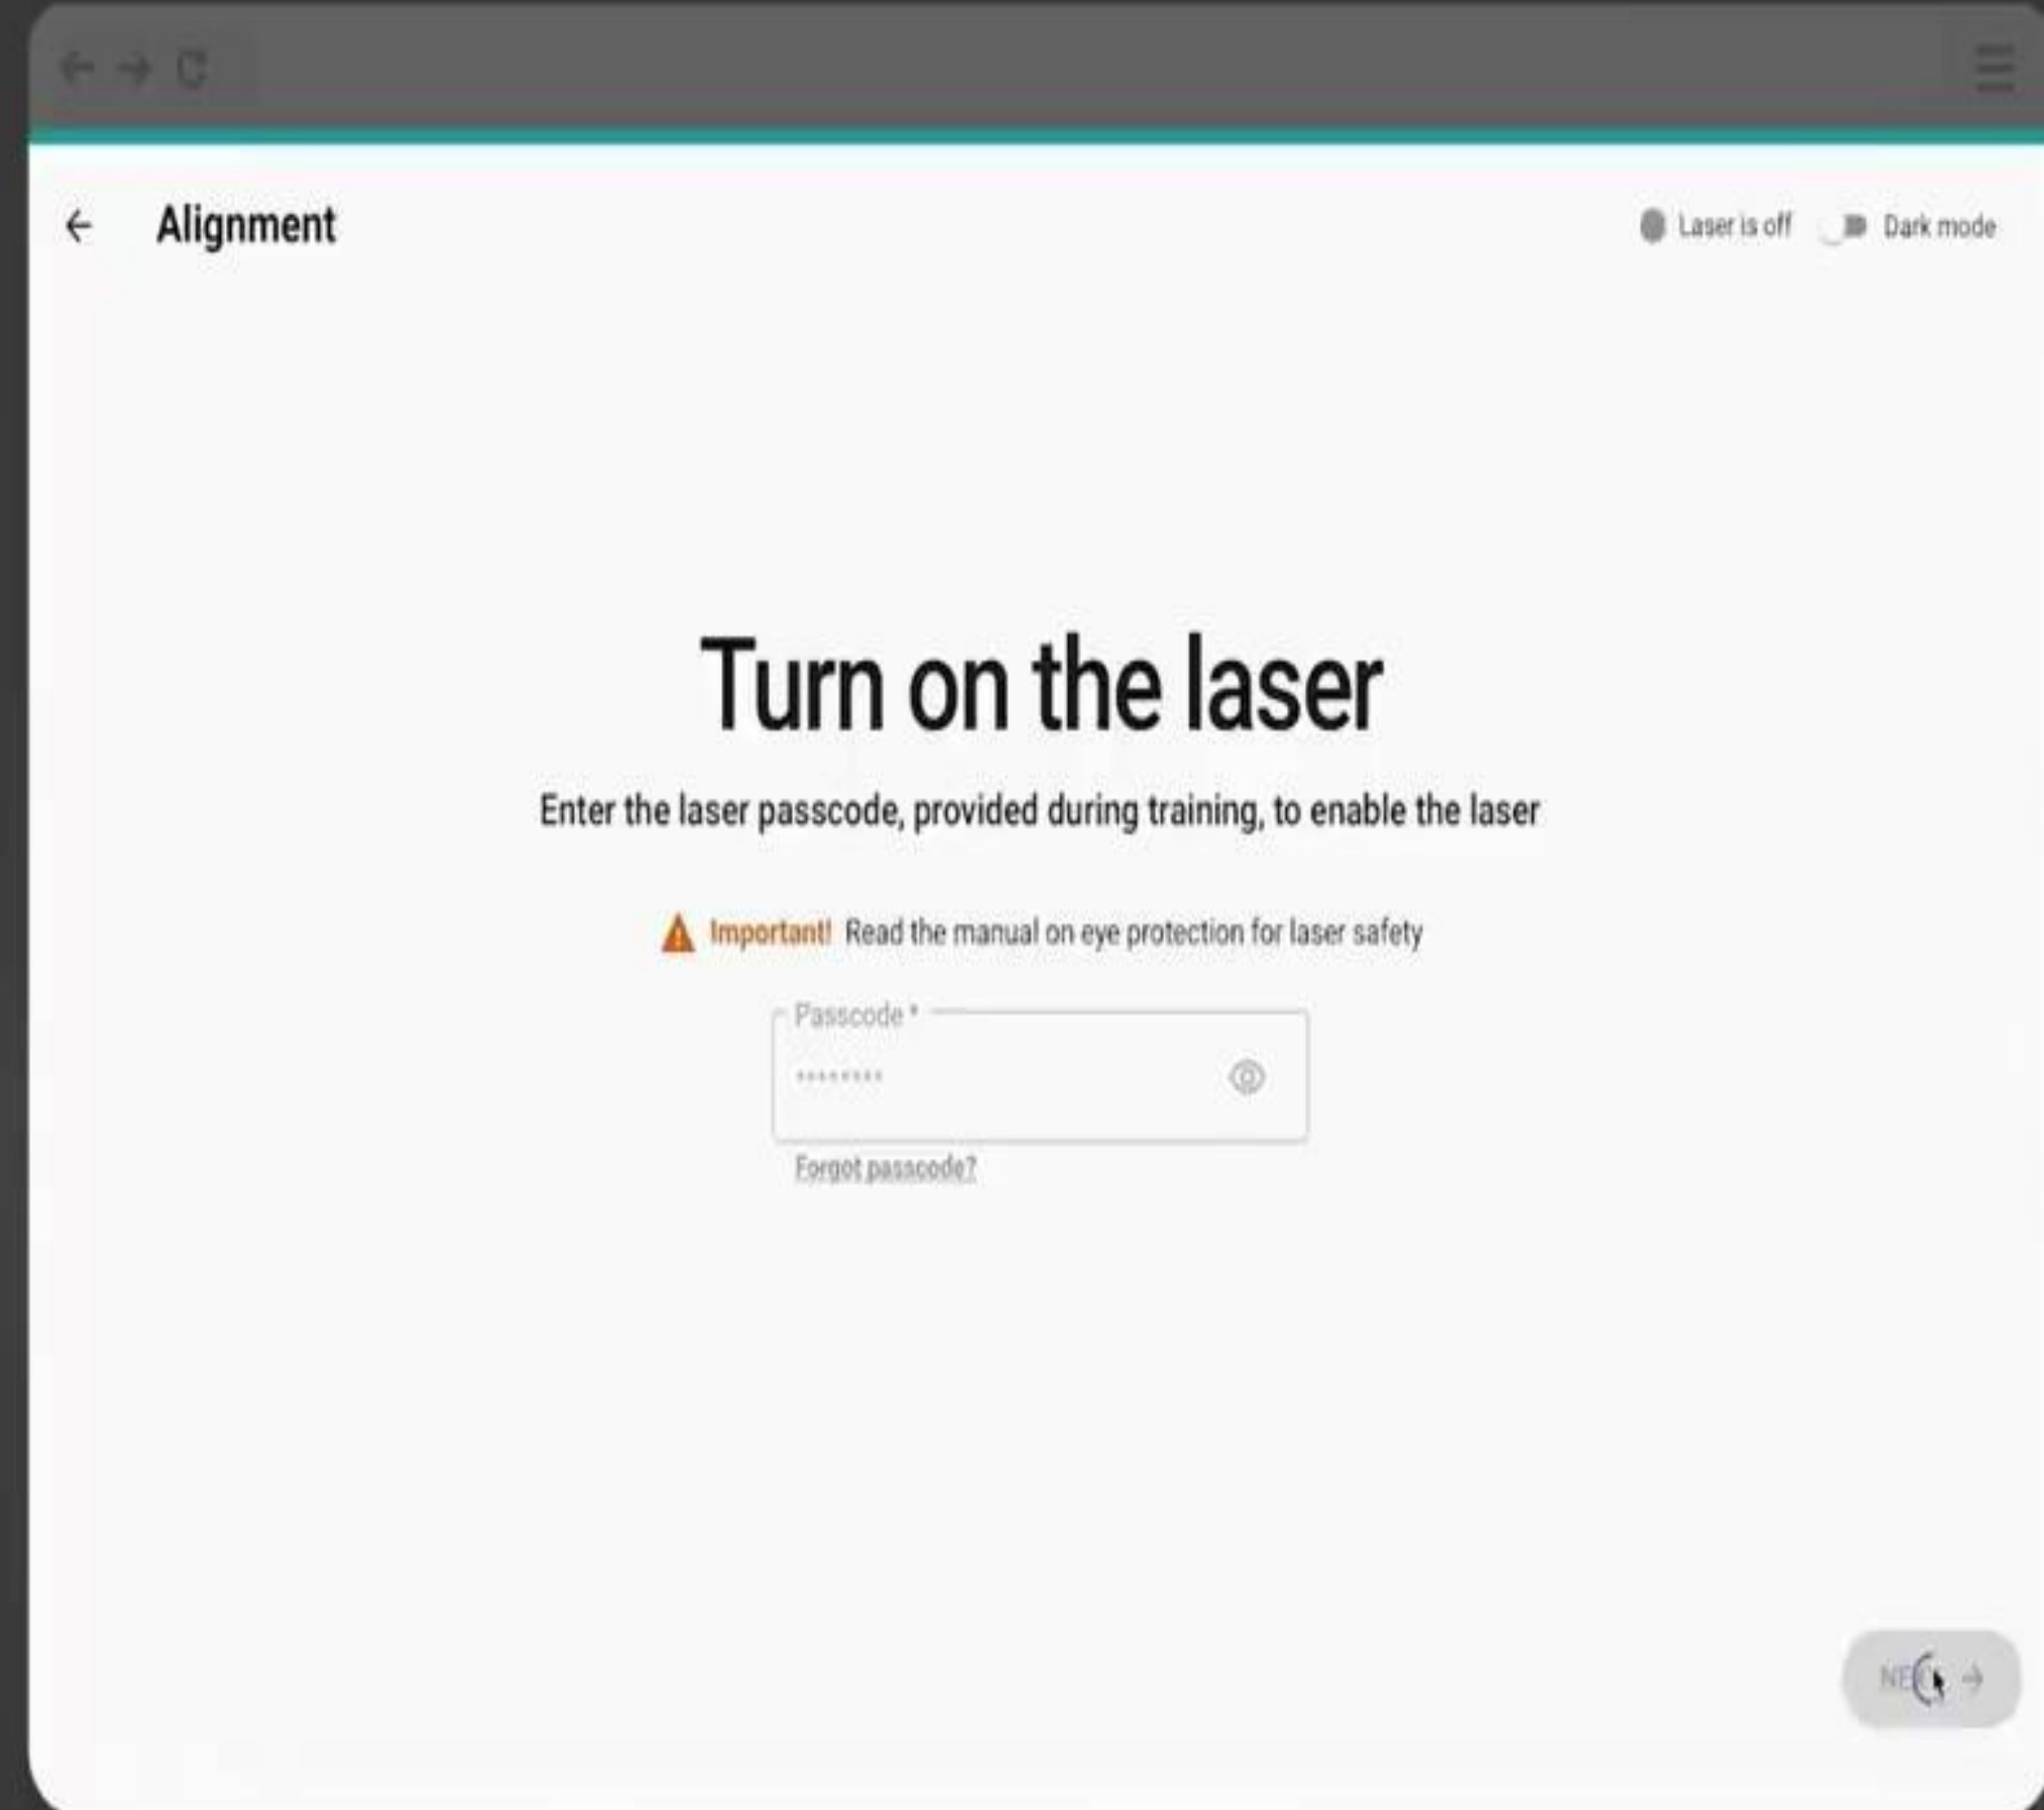 Alignment
Laser is off
Dark mode
Turn on the laser
Enter the laser passcode, provided during training, to enable the laser
Important! Read the manual on eye protection for laser safety
Passcode *
********
Forgot passcode?